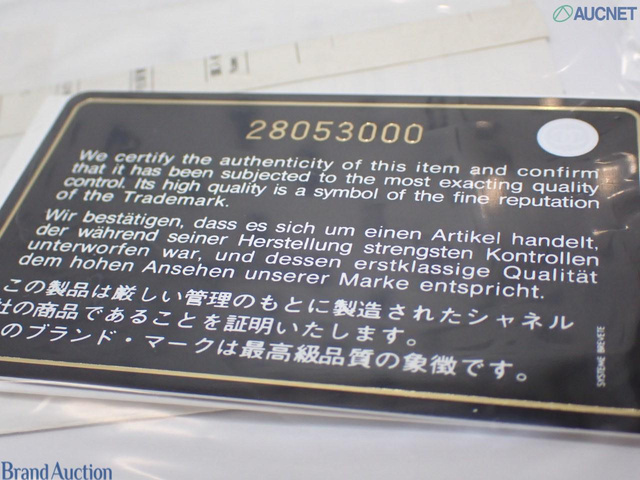 AUCNET
28053000
We certify the authenticity of this item and confirm
that it has been subjected to the most exacting quality
control. Its high quality is a symbol of the fine reputation
of the Trademark.
Wir bestätigen, dass es sich um einen Artikel handelt,
der während seiner Herstellung strengsten Kontrollen
unterworfen war, und dessen erstklassige Qualität
dem hohen Ansehen unserer Marke entspricht.
この製品は厳しい管理のもとに製造されたシャネル
社の商品であることを証明いたします。
のブランド・マークは最高級品質の象徴です。
SYSTEME BREVETE
Brand Auction